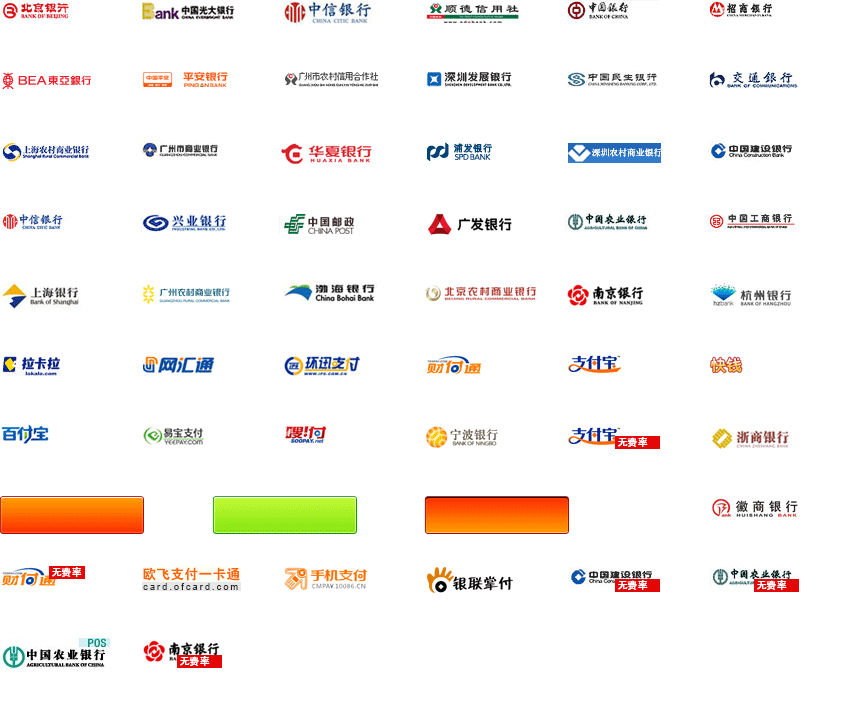 北京银行
BANK OF BEIJING
Bank 中国光大银行
CHINA EVERBRIGHT BANK
中信银行
CHINA CITIC BANK
顺德信用社
中国银行
BANK OF CHINA
招商银行
CHINA MERCHANTS BANK
BEA東亞銀行
中国平安 平安银行
PING AN BANK
广州市农村信用合作社
深圳发展银行
SHENZHEN DEVELOPMENT BANK CO., LTD.
中国民生银行
CHINA MINSHENG BANKING CORP., LTD.
交通银行
BANK OF COMMUNICATIONS
上海农村商业银行
Shanghai Rural Commercial Bank
广州市商业银行
GUANGZHOU COMMERCIAL BANK
华夏银行
HUAXIA BANK
浦发银行
SPD BANK
深圳农村商业银行
中国建设银行
China Construction Bank
中信银行
CHINA CITIC BANK
兴业银行
INDUSTRIAL BANK CO., LTD.
中国邮政
CHINA POST
广发银行
中国农业银行
AGRICULTURAL BANK OF CHINA
中国工商银行
上海银行
Bank of Shanghai
广州农村商业银行
GUANGZHOU RURAL COMMERCIAL BANK
渤海银行
China Bohai Bank
北京农村商业银行
BEIJING RURAL COMMERCIAL BANK
南京银行
BANK OF NANJING
hzbank
杭州银行
BANK OF HANGZHOU
拉卡拉
lakala.com
网汇通
环迅支付
www.ips.com.cn
财付通
支付宝
快钱
百付宝
易宝支付
YEEPAY.com
搜付
SOOPAY.net
宁波银行
BANK OF NINGBO
支付宝
无费率
浙商银行
CHINA ZHESHANG BANK
徽商银行
HUISHANG BANK
财付通
无费率
欧飞支付一卡通
card.ofcard.com
手机支付
CMPAY.10086.CN
银联掌付
中国建设银行
China Construction Bank
无费率
中国农业银行
无费率
POS
中国农业银行
AGRICULTURAL BANK OF CHINA
南京银行
无费率